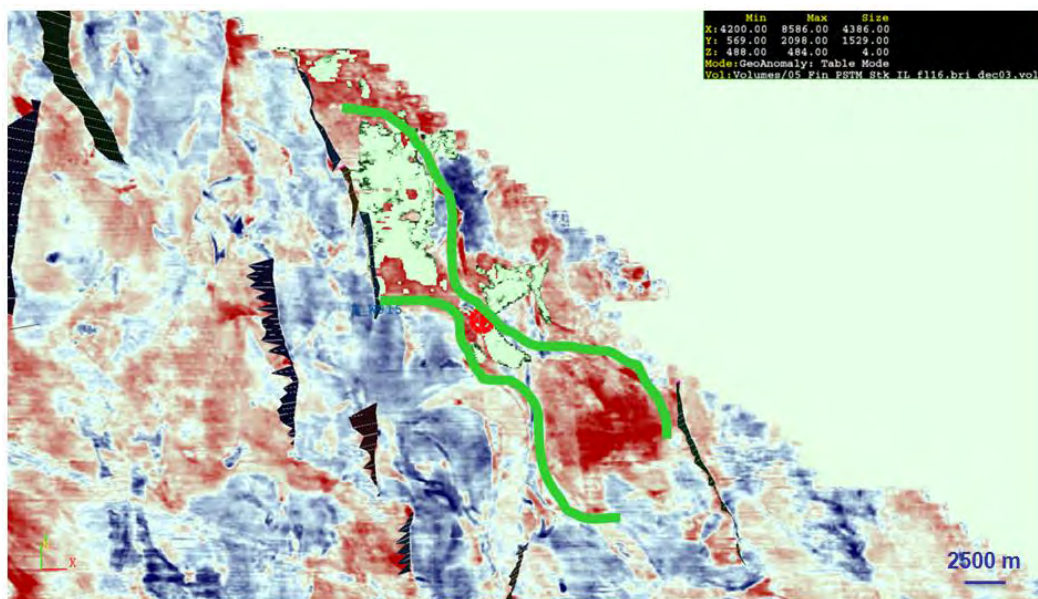 Min Max Size
X:4200.00 8586.00 4386.00
Y: 569.00 2098.00 1529.00
Z: 488.00 484.00 4.00
Mode:GeoAnomaly: Table Mode
Vol:Volumes/05_Fin_PSTM_Stk_IL_fl16.bri_dec03.vol
X
2500 m